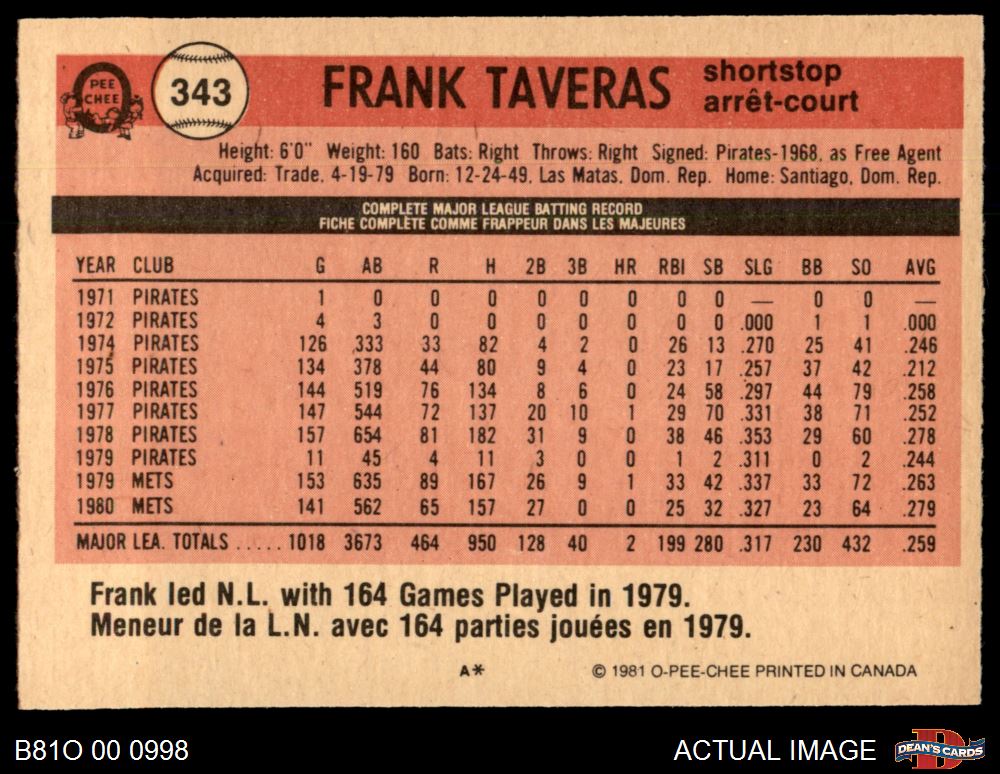 O
PEE
CHEE
343
FRANK TAVERAS
shortstop
arrêt-court
Height: 6'0" Weight: 160 Bats: Right Throws: Right Signed: Pirates-1968, as Free Agent
Acquired: Trade, 4-19-79 Born: 12-24-49, Las Matas, Dom. Rep. Home: Santiago, Dom. Rep.
COMPLETE MAJOR LEAGUE BATTING RECORD
FICHE COMPLÈTE COMME FRAPPEUR DANS LES MAJEURES
YEAR CLUB G AB R H 2B 3B HR RBI SB SLG BB SO AVG
1971 PIRATES 1 0 0 0 0 0 0 0 0 — 0 0 —
1972 PIRATES 4 3 0 0 0 0 0 0 0 .000 1 1 .000
1974 PIRATES 126 333 33 82 4 2 0 26 13 .270 25 41 .246
1975 PIRATES 134 378 44 80 9 4 0 23 17 .257 37 42 .212
1976 PIRATES 144 519 76 134 8 6 0 24 58 .297 44 79 .258
1977 PIRATES 147 544 72 137 20 10 1 29 70 .331 38 71 .252
1978 PIRATES 157 654 81 182 31 9 0 38 46 .353 29 60 .278
1979 PIRATES 11 45 4 11 3 0 0 1 2 .311 0 2 .244
1979 METS 153 635 89 167 26 9 1 33 42 .337 33 72 .263
1980 METS 141 562 65 157 27 0 0 25 32 .327 23 64 .279
MAJOR LEA. TOTALS ..... 1018 3673 464 950 128 40 2 199 280 .317 230 432 .259
Frank led N.L. with 164 Games Played in 1979.
Meneur de la L.N. avec 164 parties jouées en 1979.
A* © 1981 O-PEE-CHEE PRINTED IN CANADA
B81O 00 0998
ACTUAL IMAGE
D
DEAN'S CARDS